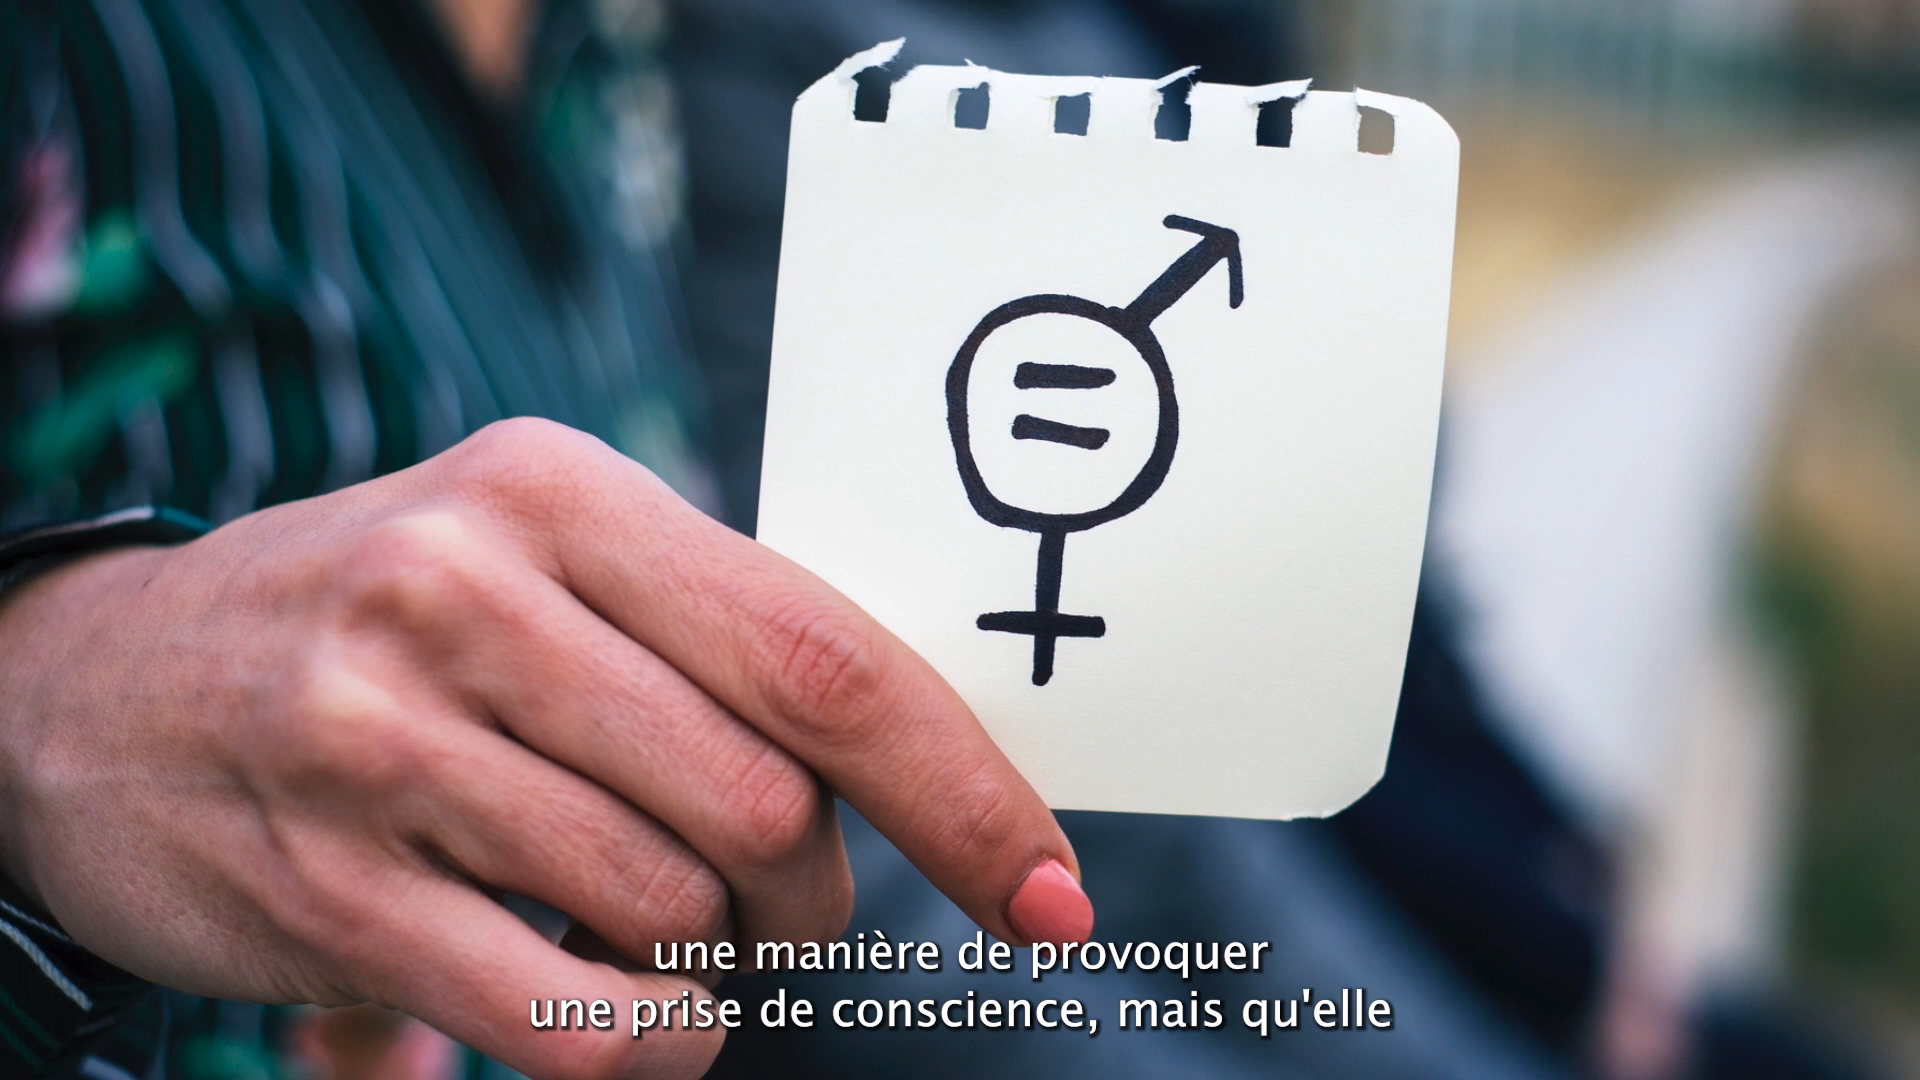 une manière de provoquer
une prise de conscience, mais qu'elle